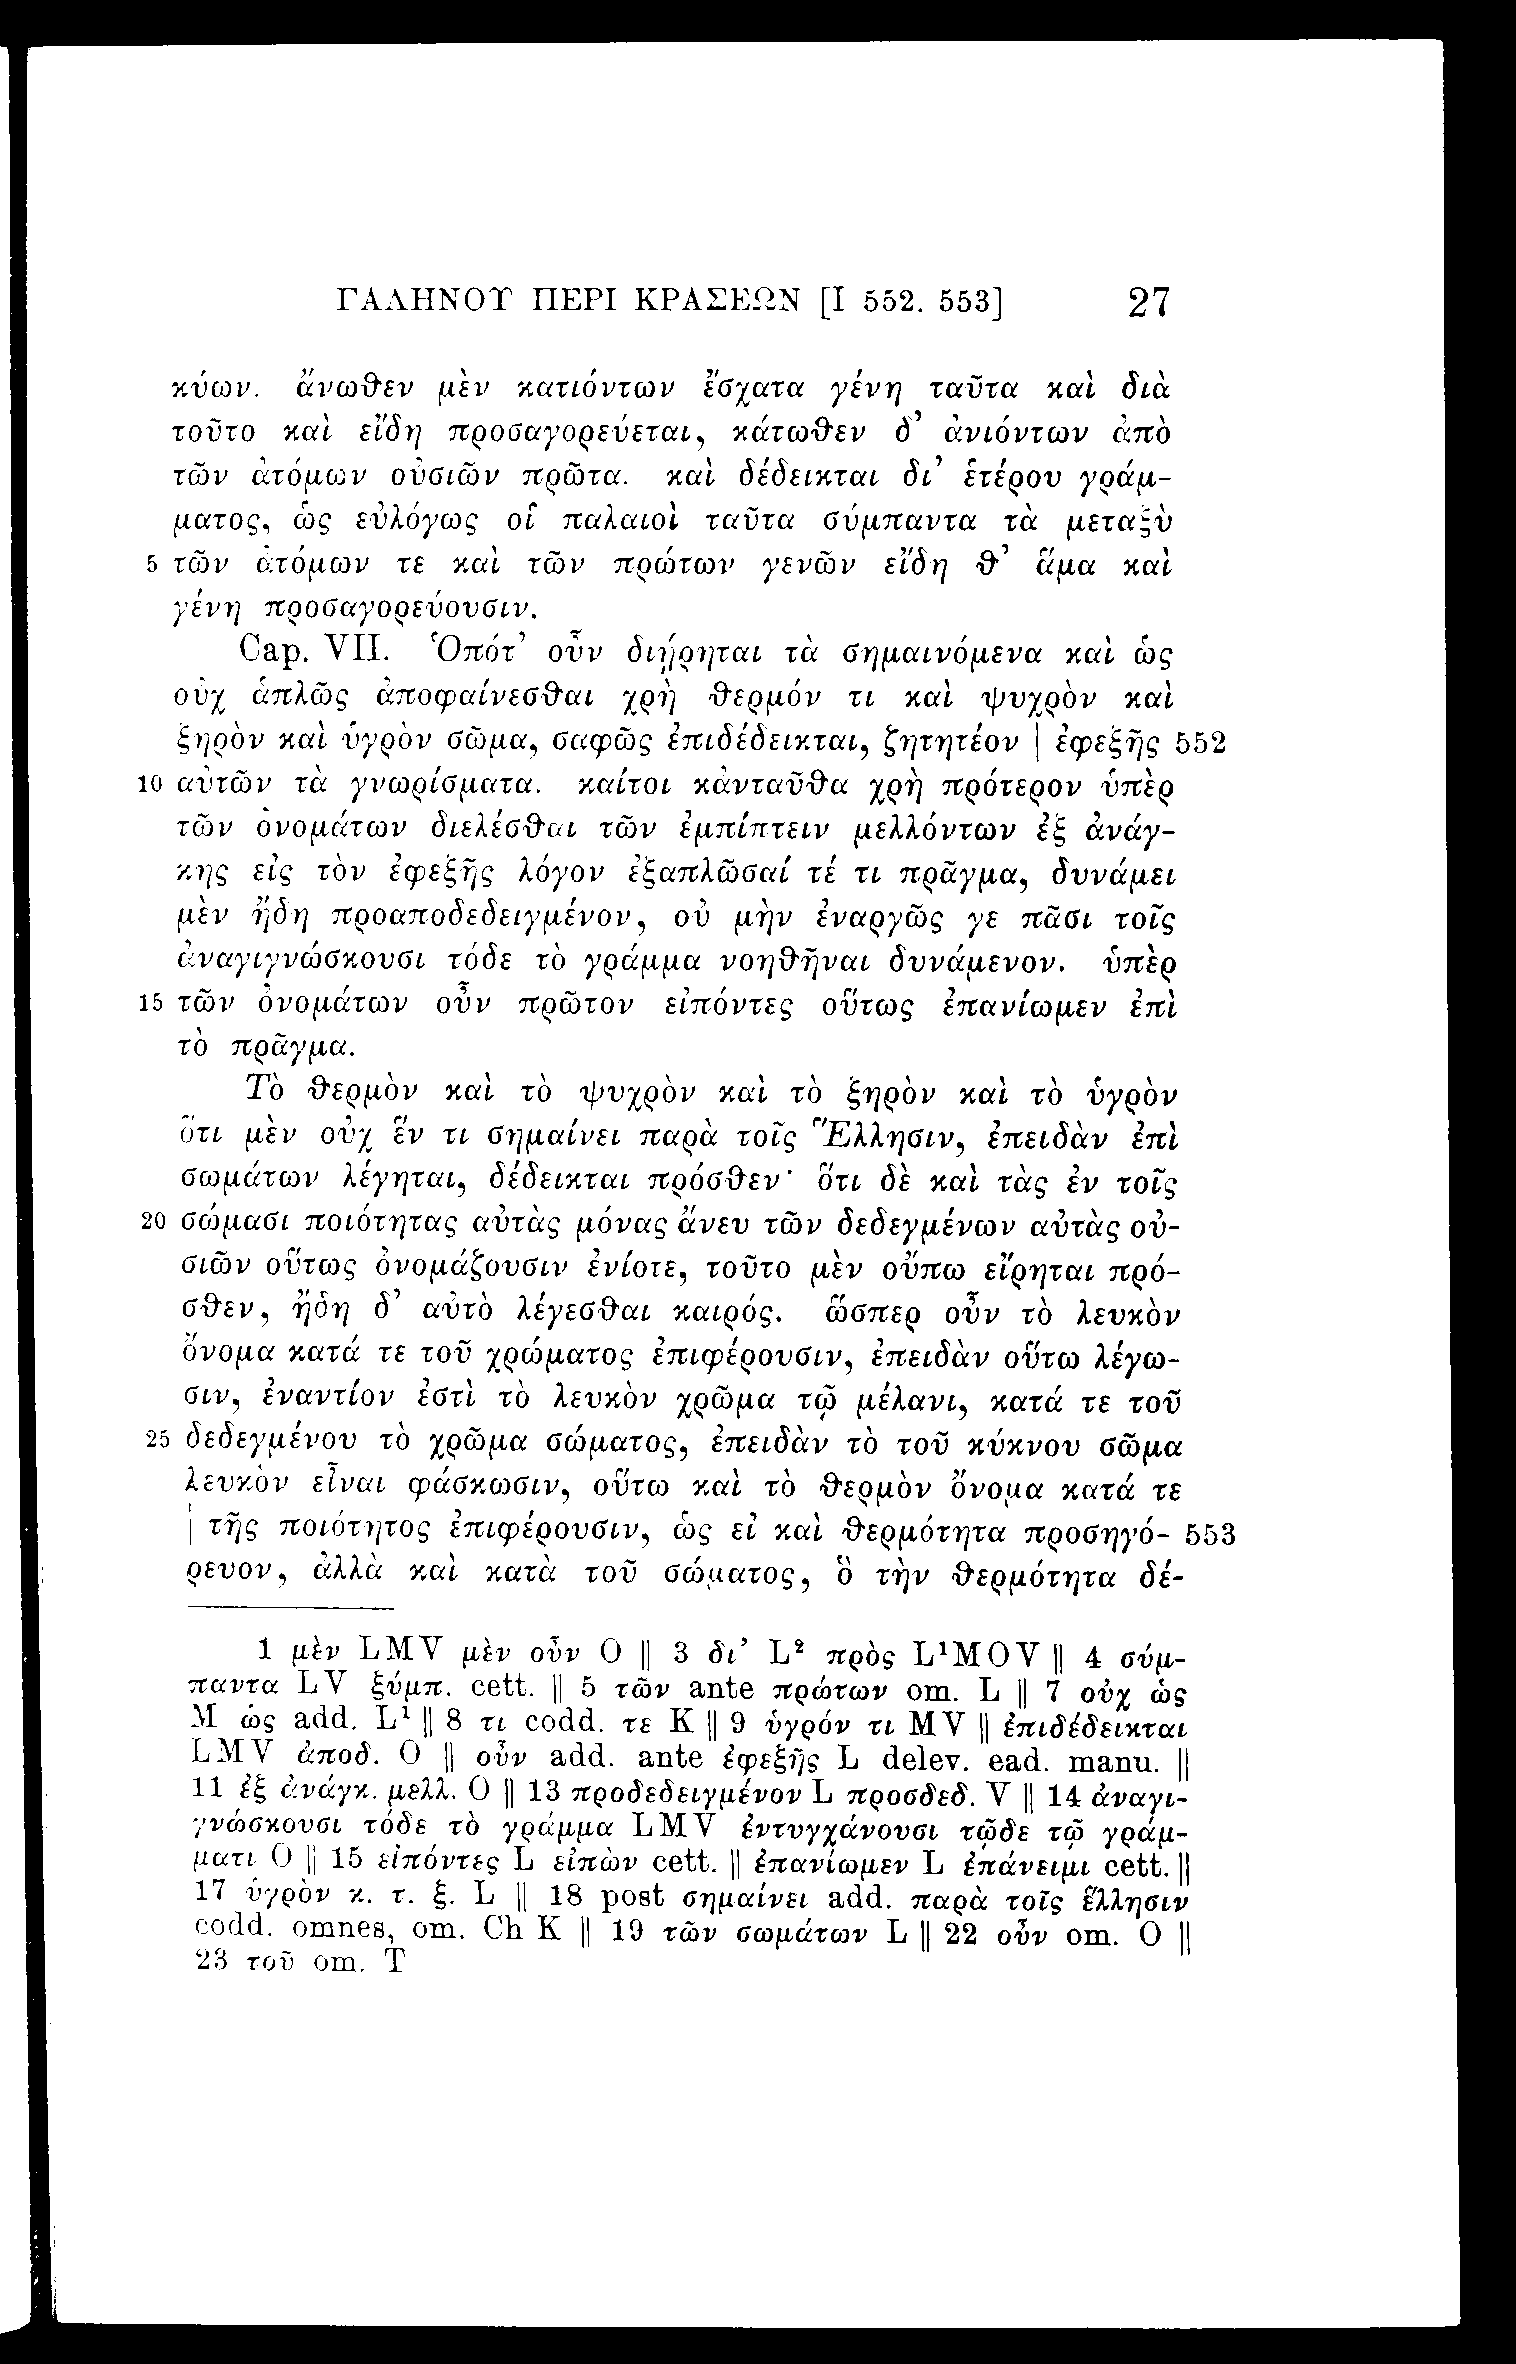 ΓΑΛΗΝΟΥ ΠΕΡΙ ΚΡΑΣΕΩΝ [I 552. 553] 27
κύων. ἄνωθεν μὲν κατιόντων ἔσχατα γένη ταῦτα καὶ διὰ
τοῦτο καὶ εἴδη προσαγορεύεται, κάτωθεν δ’ ἀνιόντων ἀπὸ
τῶν ἀτόμων οὐσιῶν πρῶτα. καὶ δέδεικται δι’ ἑτέρου γράμ-
ματος, ὡς εὐλόγως οἱ παλαιοὶ ταῦτα σύμπαντα τὰ μεταξὺ
5 τῶν ἀτόμων τε καὶ τῶν πρώτων γενῶν εἴδη θ’ ἅμα καὶ
γένη προσαγορεύουσιν.
Cap. VII. Ὁπότ’ οὖν διῄρηται τὰ σημαινόμενα καὶ ὡς
οὐχ ἁπλῶς ἀποφαίνεσθαι χρὴ θερμόν τι καὶ ψυχρὸν καὶ
ξηρὸν καὶ ὑγρὸν σῶμα, σαφῶς ἐπιδέδεικται, ζητητέον | ἐφεξῆς 552
10 αὐτῶν τὰ γνωρίσματα. καίτοι κἀνταῦθα χρὴ πρότερον ὑπὲρ
τῶν ὀνομάτων διελέσθαι τῶν ἐμπίπτειν μελλόντων ἐξ ἀνάγ-
κης εἰς τὸν ἐφεξῆς λόγον ἐξαπλῶσαί τέ τι πρᾶγμα, δυνάμει
μὲν ἤδη προαποδεδειγμένον, οὐ μὴν ἐναργῶς γε πᾶσι τοῖς
ἀναγιγνώσκουσι τόδε τὸ γράμμα νοηθῆναι δυνάμενον. ὑπὲρ
15 τῶν ὀνομάτων οὖν πρῶτον εἰπόντες οὕτως ἐπανίωμεν ἐπὶ
τὸ πρᾶγμα.
Τὸ θερμὸν καὶ τὸ ψυχρὸν καὶ τὸ ξηρὸν καὶ τὸ ὑγρὸν
ὅτι μὲν οὐχ ἕν τι σημαίνει παρὰ τοῖς Ἕλλησιν, ἐπειδὰν ἐπὶ
σωμάτων λέγηται, δέδεικται πρόσθεν· ὅτι δὲ καὶ τὰς ἐν τοῖς
20 σώμασι ποιότητας αὐτὰς μόνας ἄνευ τῶν δεδεγμένων αὐτὰς οὐ-
σιῶν οὕτως ὀνομάζουσιν ἐνίοτε, τοῦτο μὲν οὔπω εἴρηται πρό-
σθεν, ἤδη δ’ αὐτὸ λέγεσθαι καιρός. ὥσπερ οὖν τὸ λευκὸν
ὄνομα κατά τε τοῦ χρώματος ἐπιφέρουσιν, ἐπειδὰν οὕτω λέγω-
σιν, ἐναντίον ἐστὶ τὸ λευκὸν χρῶμα τῷ μέλανι, κατά τε τοῦ
25 δεδεγμένου τὸ χρῶμα σώματος, ἐπειδὰν τὸ τοῦ κύκνου σῶμα
λευκὸν εἶναι φάσκωσιν, οὕτω καὶ τὸ θερμὸν ὄνομα κατά τε
| τῆς ποιότητος ἐπιφέρουσιν, ὡς εἰ καὶ θερμότητα προσηγό- 553
ρευον, ἀλλὰ καὶ κατὰ τοῦ σώματος, ὃ τὴν θερμότητα δέ-
1 μὲν LMV μὲν οὖν O || 3 δι’ L² πρὸς L¹MOV || 4 σύμ-
παντα LV ξύμπ. cett. || 5 τῶν ante πρώτων om. L || 7 οὐχ ὡς
M ὡς add. L¹ || 8 τι codd. τε K || 9 ὑγρόν τι MV || ἐπιδέδεικται
LMV ἀποδ. O || οὖν add. ante ἐφεξῆς L delev. ead. manu. ||
11 ἐξ ἀνάγκ. μελλ. O || 13 προδεδειγμένον L προσδεδ. V || 14 ἀναγι-
γνώσκουσι τόδε τὸ γράμμα LMV ἐντυγχάνουσι τῷδε τῷ γράμ-
ματι O || 15 εἰπόντες L εἰπὼν cett. || ἐπανίωμεν L ἐπάνειμι cett. ||
17 ὑγρὸν κ. τ. ξ. L || 18 post σημαίνει add. παρὰ τοῖς ἕλλησιν
codd. omnes, om. Ch K || 19 τῶν σωμάτων L || 22 οὖν om. O ||
23 τοῦ om. T